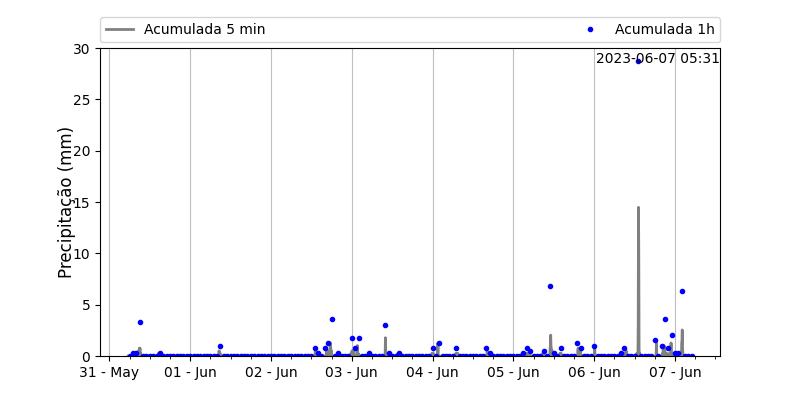 Acumulada 5 min
Acumulada 1h
2023-06-07 05:31
Precipitação (mm)
30
25
20
15
10
5
0
31 - May
01 - Jun
02 - Jun
03 - Jun
04 - Jun
05 - Jun
06 - Jun
07 - Jun